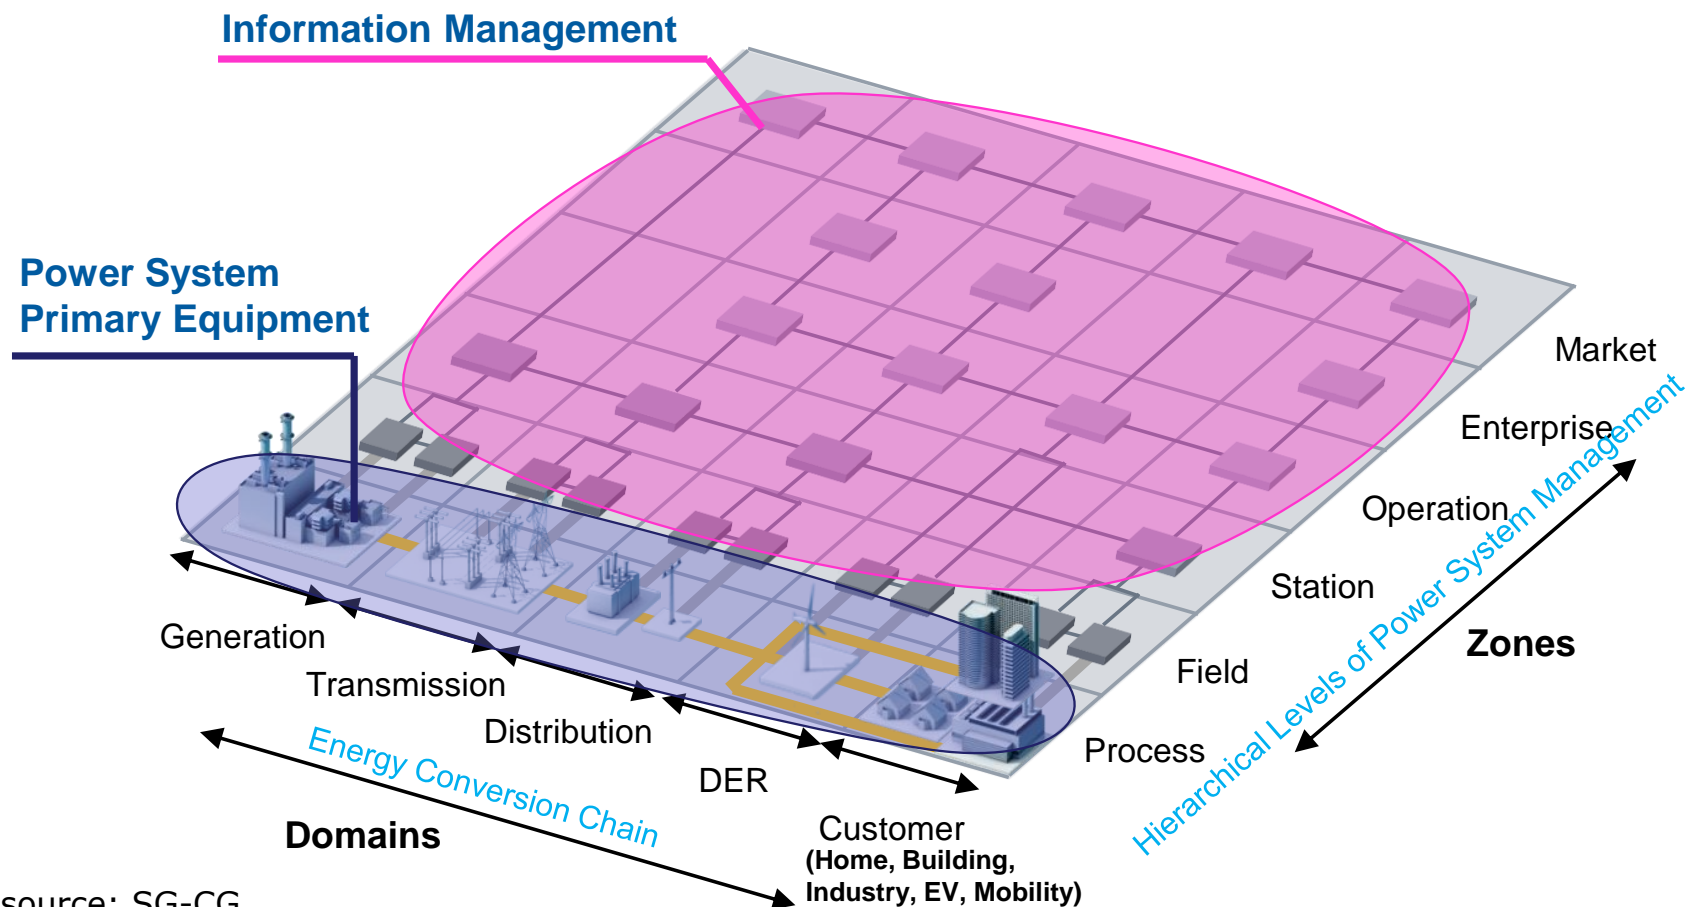 Information Management
Power System
Primary Equipment
Market
Enterprise
Operation
Station
Field
Process
Hierarchical Levels of Power System Management
Zones
Generation
Transmission
Distribution
DER
Customer
(Home, Building,
Industry, EV, Mobility)
Energy Conversion Chain
Domains
source: SG-CG